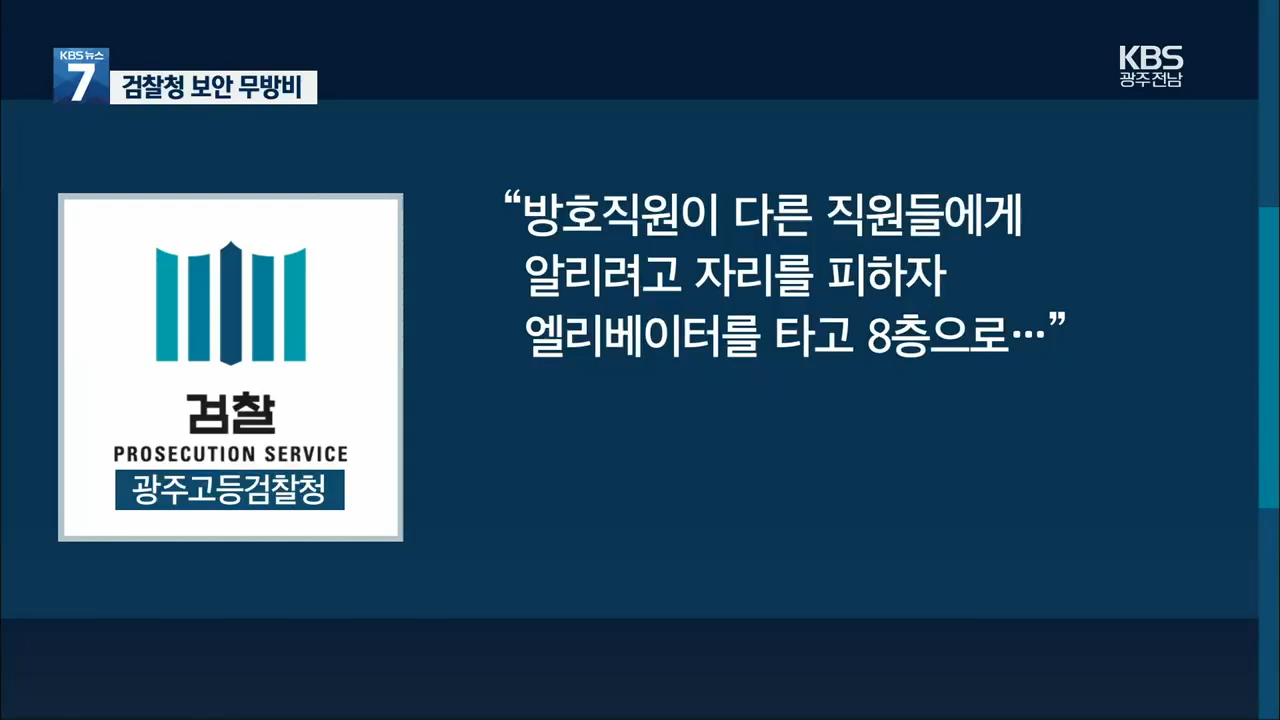 KBS 뉴스
7
검찰청 보안 무방비
KBS
광주전남
“방호직원이 다른 직원들에게
알리려고 자리를 피하자
엘리베이터를 타고 8층으로…”
검찰
PROSECUTION SERVICE
광주고등검찰청